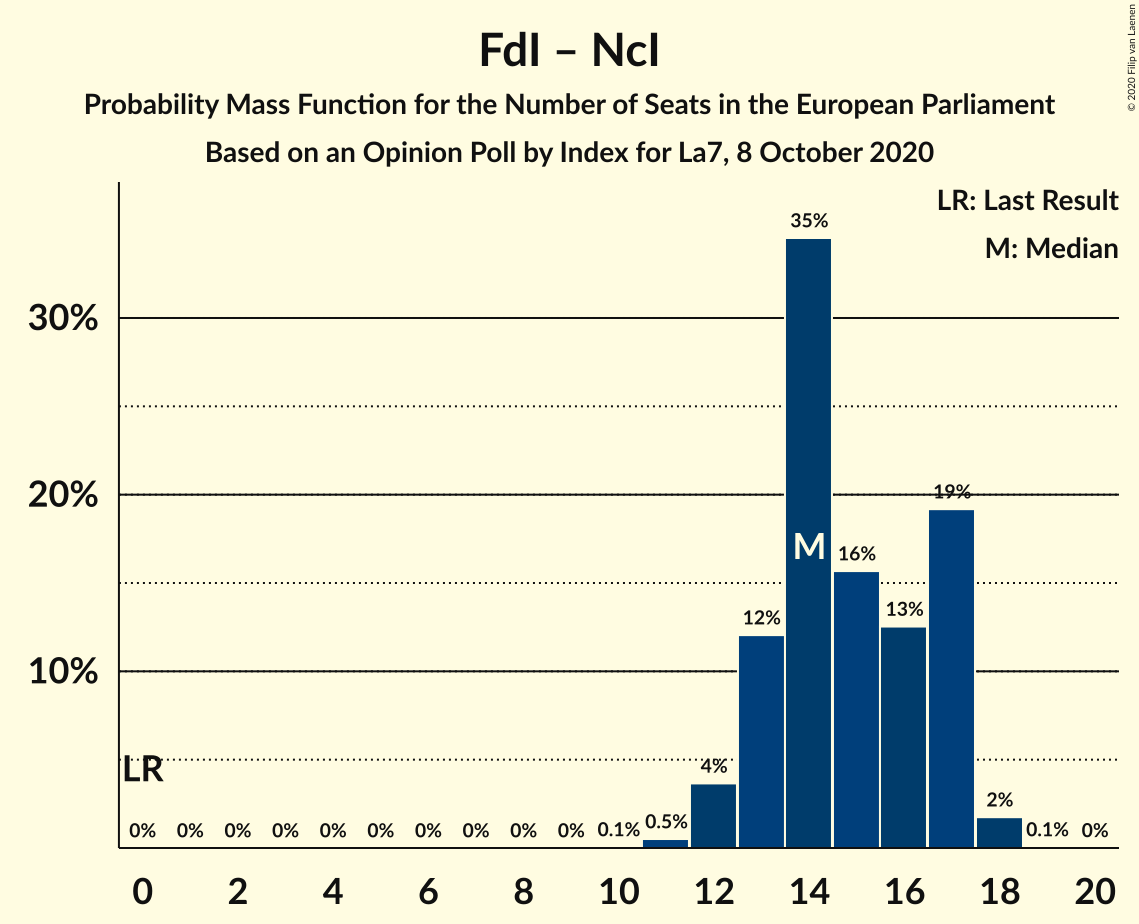 FdI – NcI
Probability Mass Function for the Number of Seats in the European Parliament
Based on an Opinion Poll by Index for La7, 8 October 2020
© 2020 Filip van Laenen
LR: Last Result
M: Median
35%
30%
20%
19%
M
16%
13%
12%
10%
LR
4%
2%
0% 0% 0% 0% 0% 0% 0% 0% 0% 0% 0.1% 0.5% 0.1% 0%
0 2 4 6 8 10 12 14 16 18 20